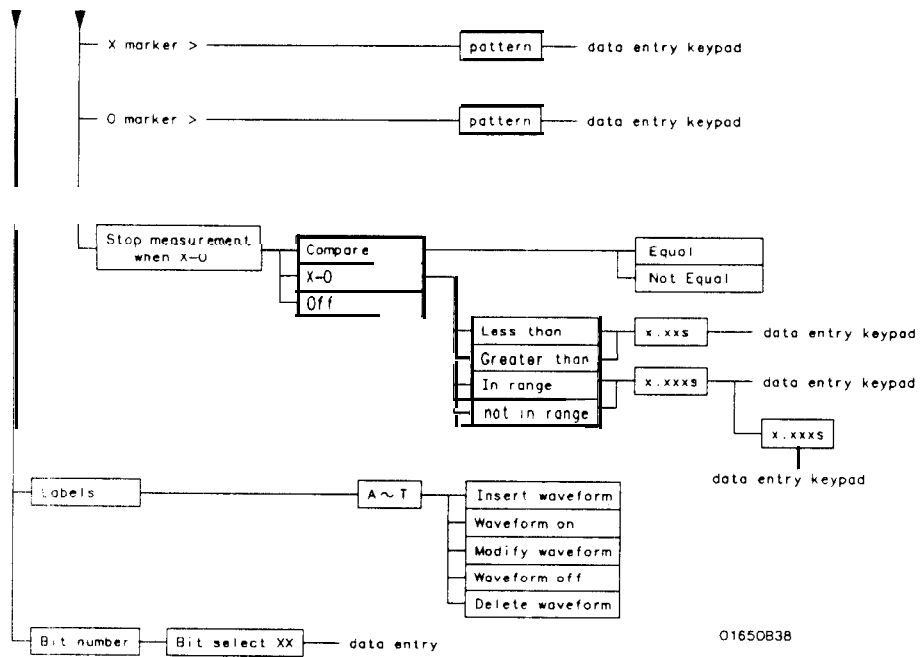 X marker > pattern data entry keypad
O marker > pattern data entry keypad
Stop measurement
when X-O
Compare
X-O
Off
Equal
Not Equal
Less than
Greater than
In range
not in range
x.xxs data entry keypad
x.xxxs data entry keypad
x.xxxs
data entry keypad
Labels
A~T
Insert waveform
Waveform on
Modify waveform
Waveform off
Delete waveform
Bit number Bit select XX data entry
01650B38